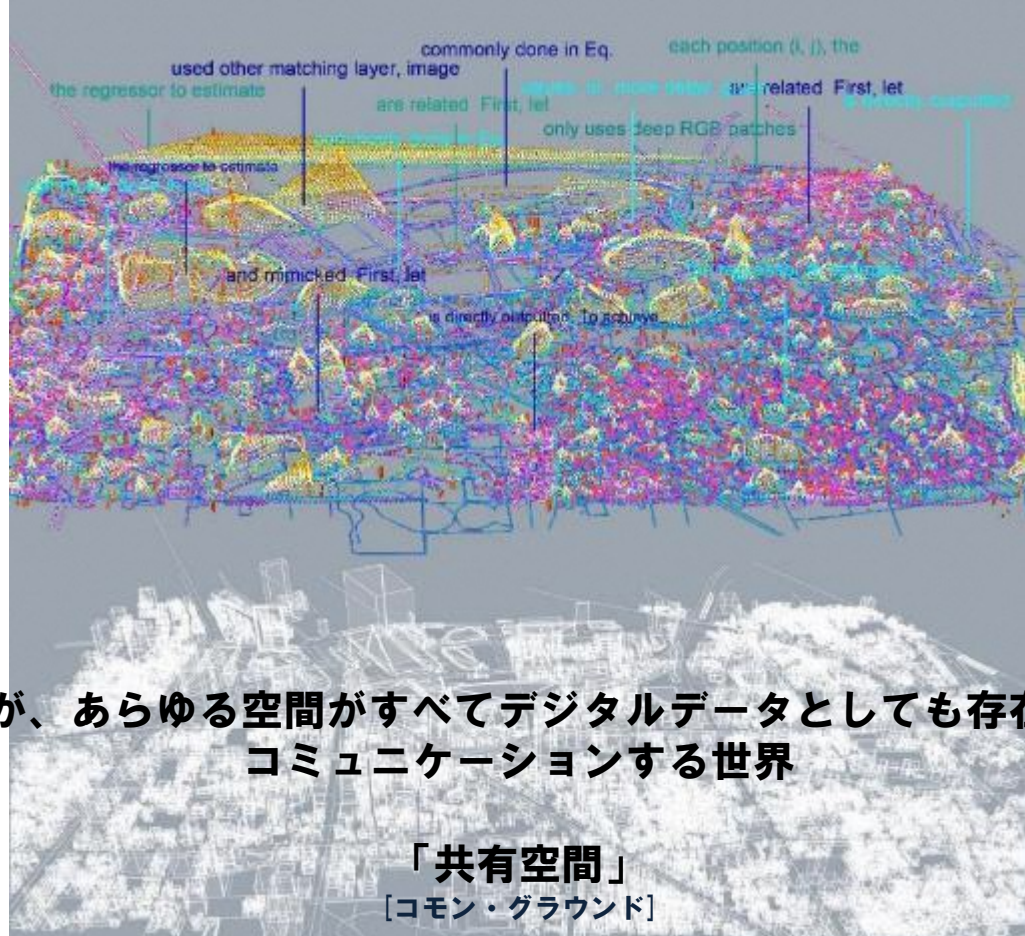 commonly done in Eq.
each position (i, j), the
used other matching layer, image
the regressor to estimate
related First, let
are related First, let
only uses deep RGB patches
the regressor to estimate
and mimicked First, let
is directly outputted To achieve
が、あらゆる空間がすべてデジタルデータとしても存在
コミュニケーションする世界
「共有空間」
[コモン・グラウンド]